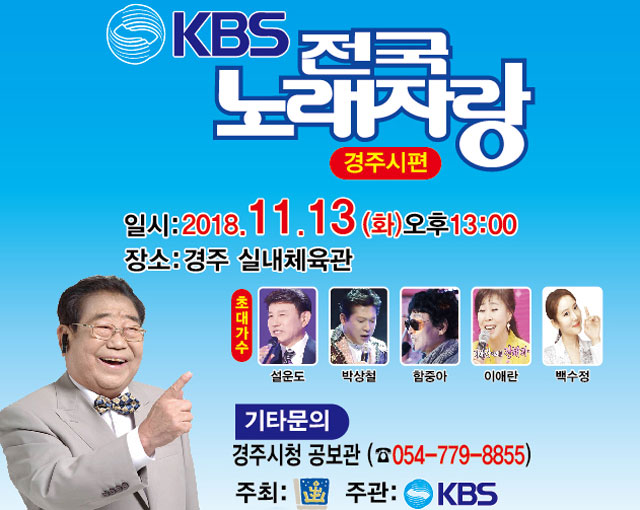 KBS 전국
노래자랑
경주시편
일시:2018.11.13(화)오후13:00
장소:경주 실내체육관
초대가수
설운도 박상철 함중아 이애란 백수정
기타문의
경주시청 공보관 (☎054-779-8855)
주최: 주관: KBS